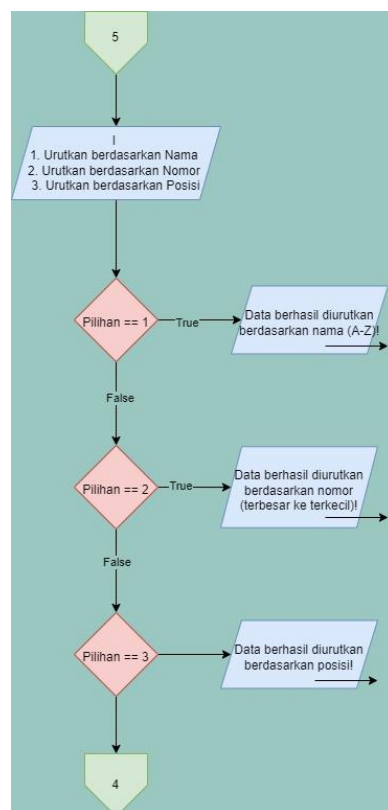 5
I
1. Urutkan berdasarkan Nama
2. Urutkan berdasarkan Nomor
3. Urutkan berdasarkan Posisi
Pilihan == 1
True
Data berhasil diurutkan
berdasarkan nama (A-Z)!
False
Pilihan == 2
True
Data berhasil diurutkan
berdasarkan nomor
(terbesar ke terkecil)!
False
Pilihan == 3
Data berhasil diurutkan
berdasarkan posisi!
4